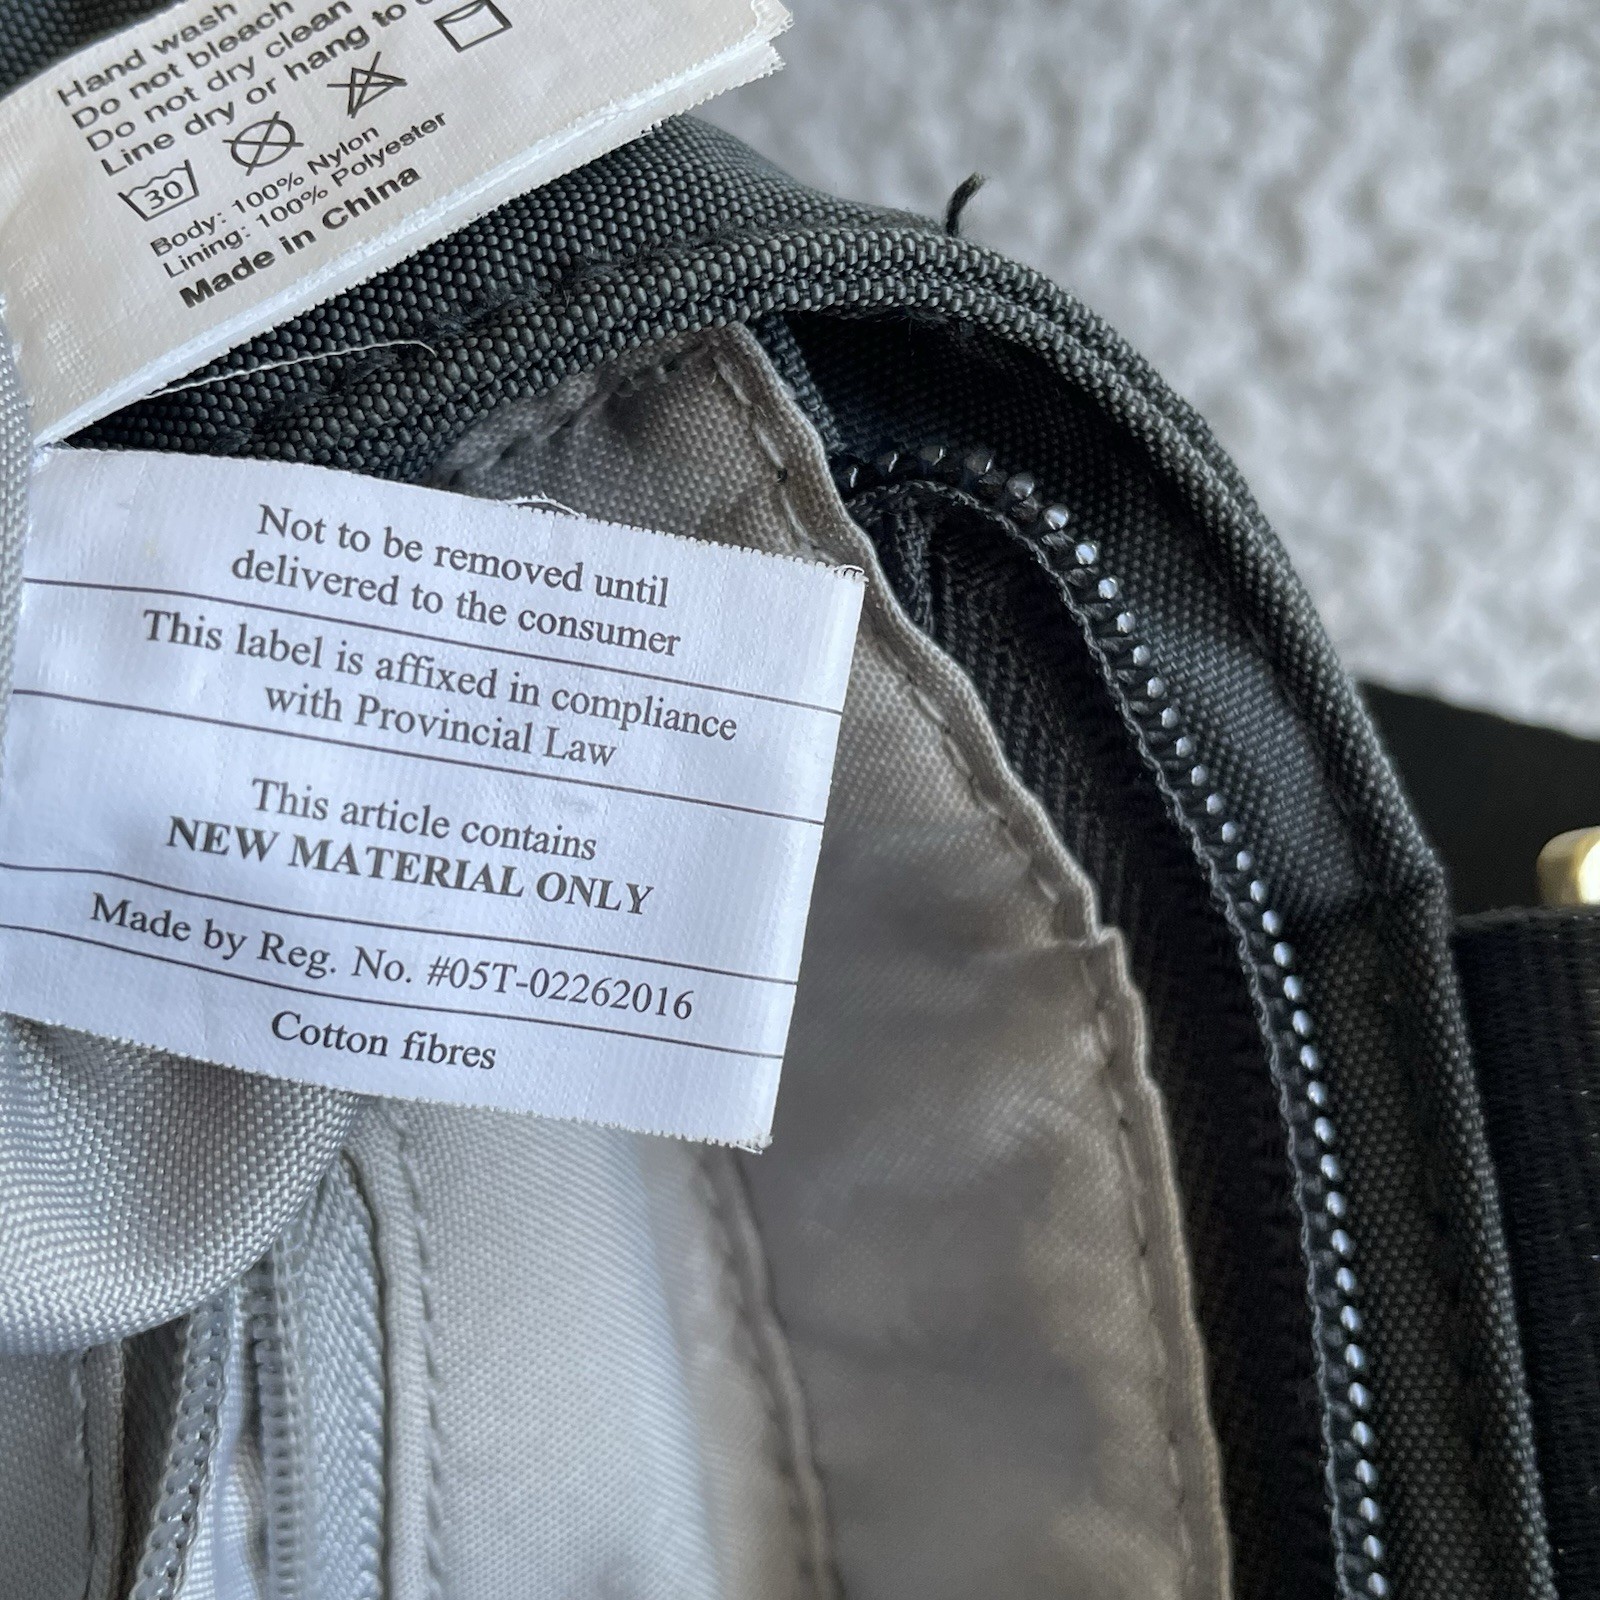 Hand wash
Do not bleach
Do not dry clean
Line dry or hang to
30
Body: 100% Nylon
Lining: 100% Polyester
Made in China
Not to be removed until
delivered to the consumer
This label is affixed in compliance
with Provincial Law
This article contains
NEW MATERIAL ONLY
Made by Reg. No. #05T-02262016
Cotton fibres